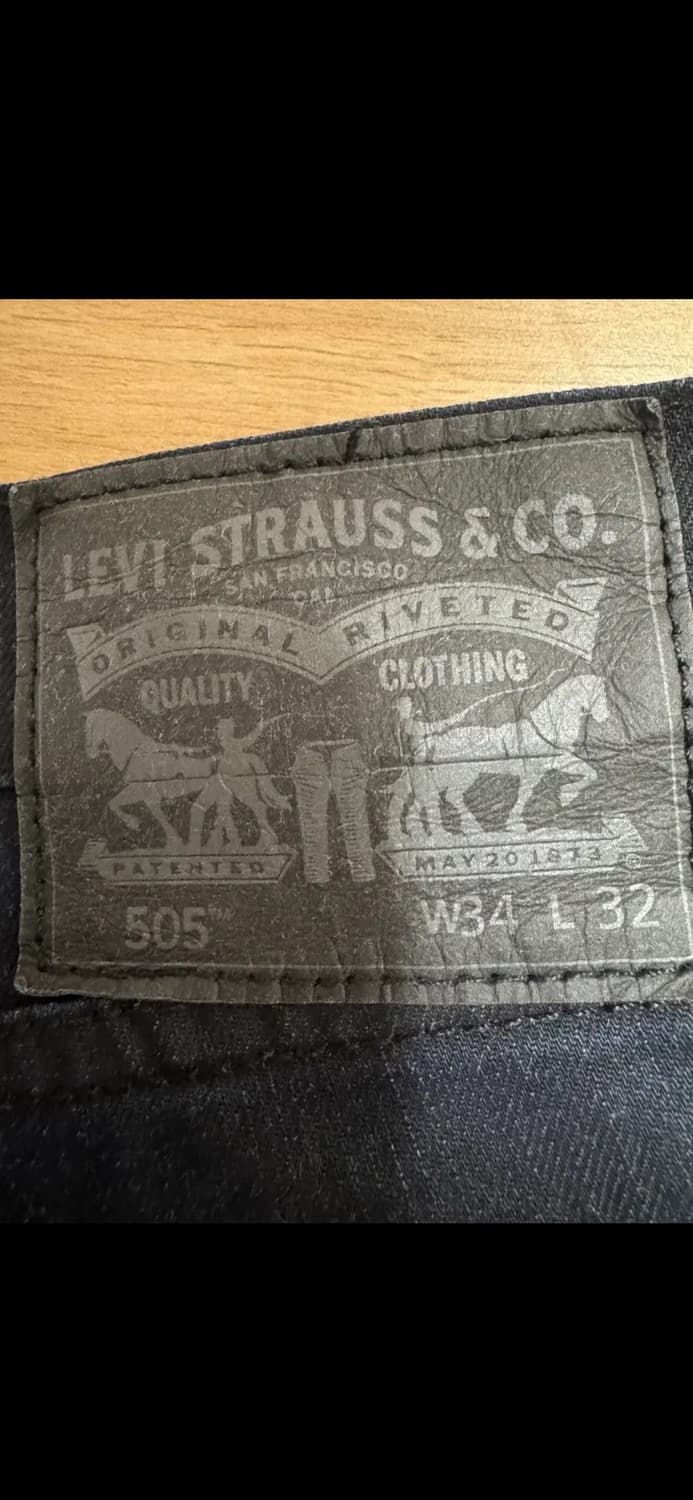 LEVI STRAUSS & CO.
SAN FRANCISCO
CAL.
ORIGINAL RIVETED
QUALITY CLOTHING
PATENTED MAY 20 1873 ®
505™ W34 L 32